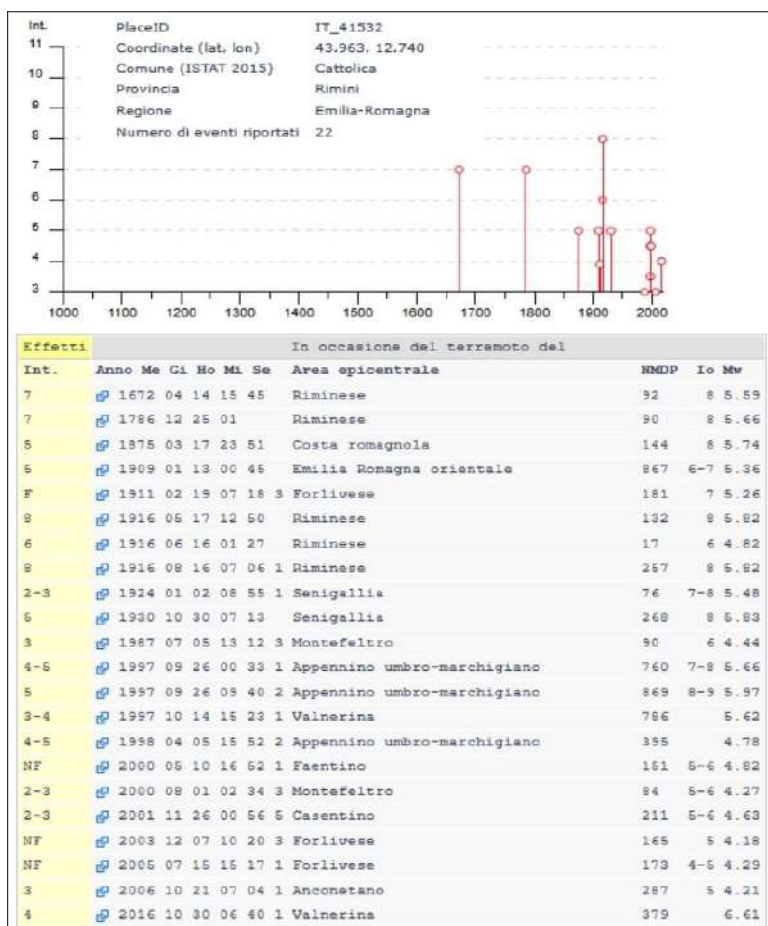 Int.
PlaceID IT_41532
11
Coordinate (lat, lon) 43.963, 12.740
Comune (ISTAT 2015) Cattolica
10
Provincia Rimini
9
Regione Emilia-Romagna
8
Numero di eventi riportati 22
7
6
5
4
3
1000 1100 1200 1300 1400 1500 1600 1700 1800 1900 2000
Effetti In occasione del terremoto del
Int. Anno Me Gi Ho Mi Se Area epicentrale NMDP Io Mw
7 1672 04 14 15 45 Riminese 92 8 5.59
7 1786 12 25 01 Riminese 90 8 5.66
5 1875 03 17 23 51 Costa romagnola 144 8 5.74
5 1909 01 13 00 45 Emilia Romagna orientale 867 6-7 5.36
F 1911 02 19 07 18 3 Forlivese 181 7 5.26
8 1916 05 17 12 50 Riminese 132 8 5.82
6 1916 06 16 01 27 Riminese 17 6 4.82
8 1916 08 16 07 06 1 Riminese 257 8 5.82
2-3 1924 01 02 08 55 1 Senigallia 76 7-8 5.48
5 1930 10 30 07 13 Senigallia 268 8 5.83
3 1987 07 05 13 12 3 Montefeltro 90 6 4.44
4-5 1997 09 26 00 33 1 Appennino umbro-marchigiano 760 7-8 5.66
5 1997 09 26 09 40 2 Appennino umbro-marchigiano 869 8-9 5.97
3-4 1997 10 14 15 23 1 Valnerina 786 5.62
4-5 1998 04 05 15 52 2 Appennino umbro-marchigiano 395 4.78
NF 2000 05 10 16 52 1 Faentino 151 5-6 4.82
2-3 2000 08 01 02 34 3 Montefeltro 84 5-6 4.27
2-3 2001 11 26 00 56 5 Casentino 211 5-6 4.63
NF 2003 12 07 10 20 3 Forlivese 165 5 4.18
NF 2005 07 15 15 17 1 Forlivese 173 4-5 4.29
3 2006 10 21 07 04 1 Anconetano 287 5 4.21
4 2016 10 30 06 40 1 Valnerina 379 6.61